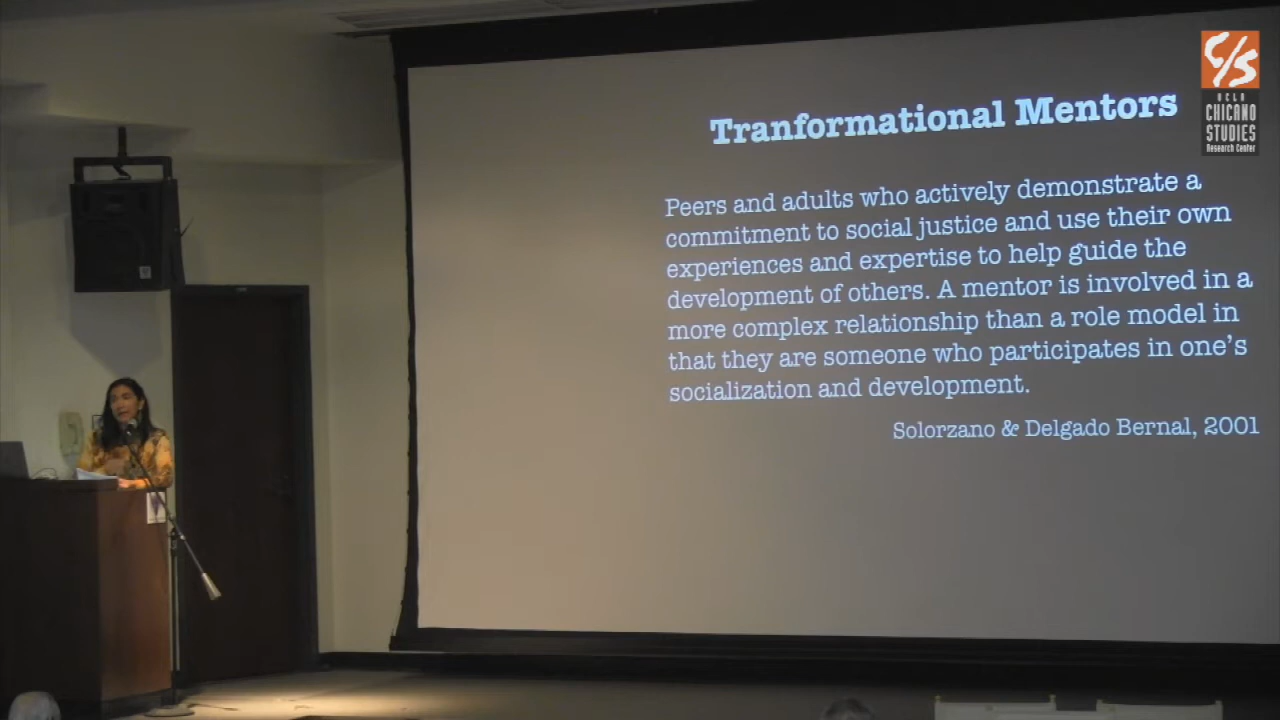 C/S
UCLA
CHICANO
STUDIES
Research Center
Tranformational Mentors
Peers and adults who actively demonstrate a
commitment to social justice and use their own
experiences and expertise to help guide the
development of others. A mentor is involved in a
more complex relationship than a role model in
that they are someone who participates in one's
socialization and development.
Solorzano & Delgado Bernal, 2001